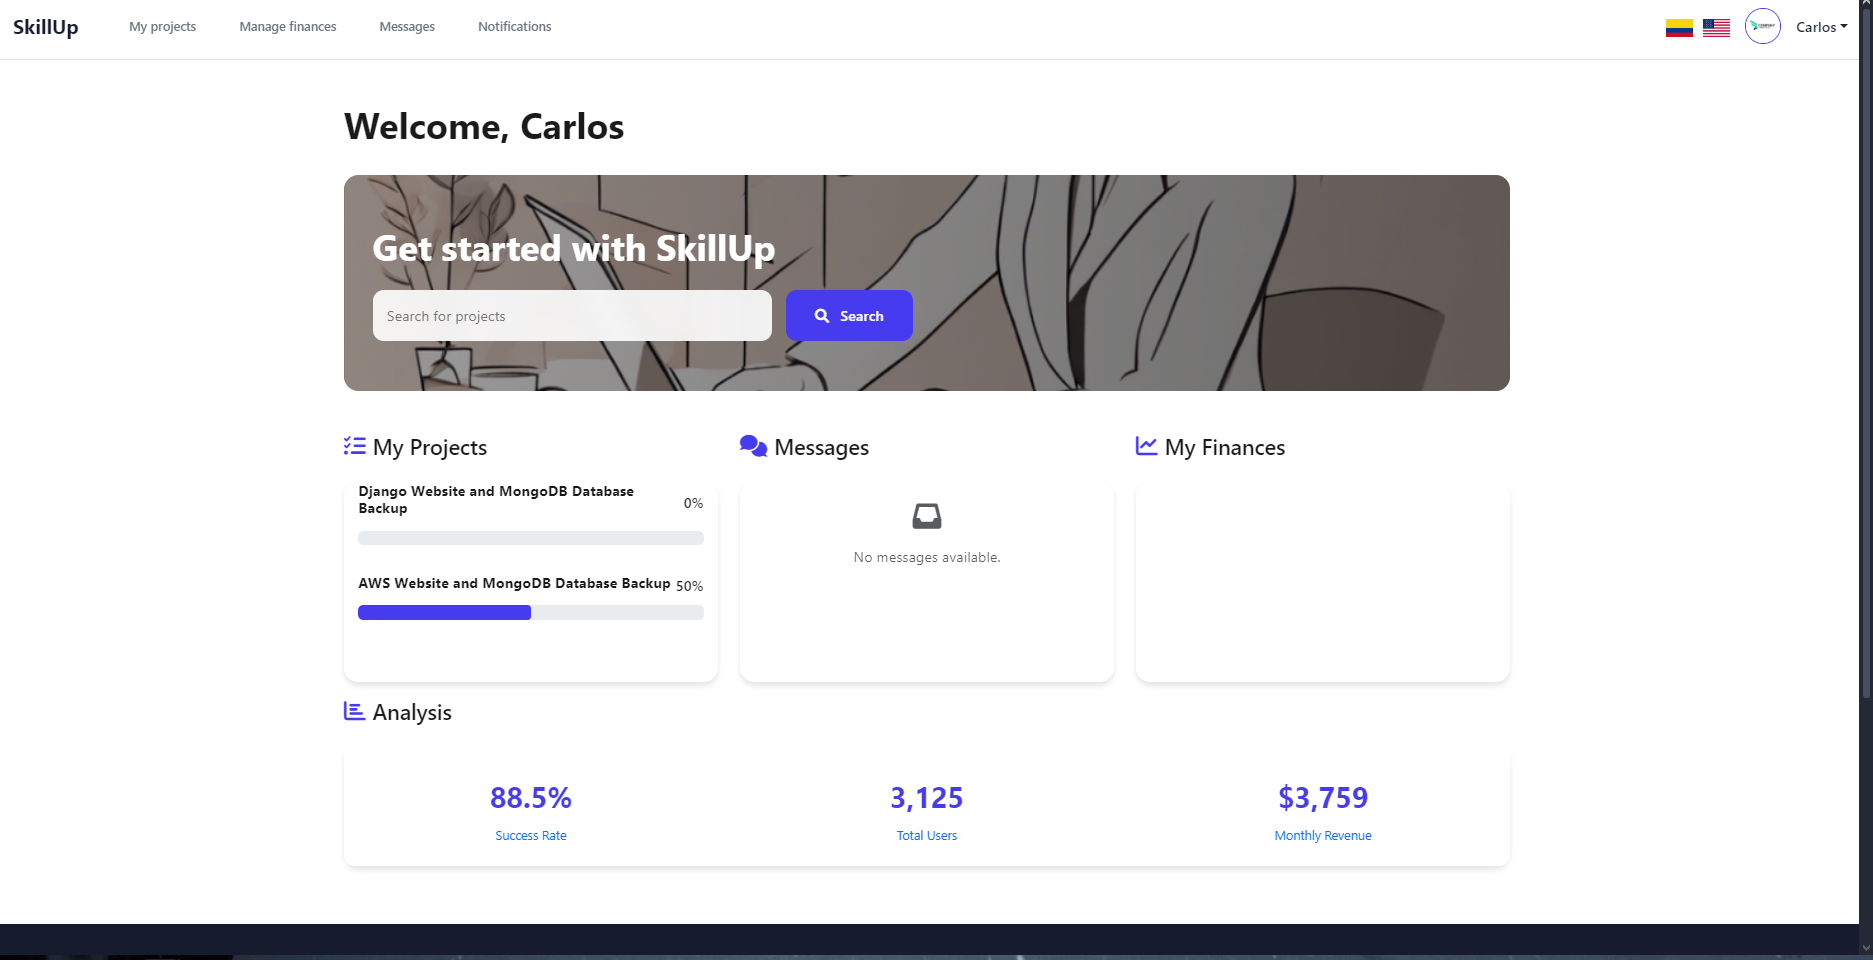 SkillUp
My projects
Manage finances
Messages
Notifications
Carlos
Welcome, Carlos
Get started with SkillUp
Search for projects
Search
My Projects
Django Website and MongoDB Database
Backup
0%
AWS Website and MongoDB Database Backup
50%
Messages
No messages available.
My Finances
Analysis
88.5%
Success Rate
3,125
Total Users
$3,759
Monthly Revenue